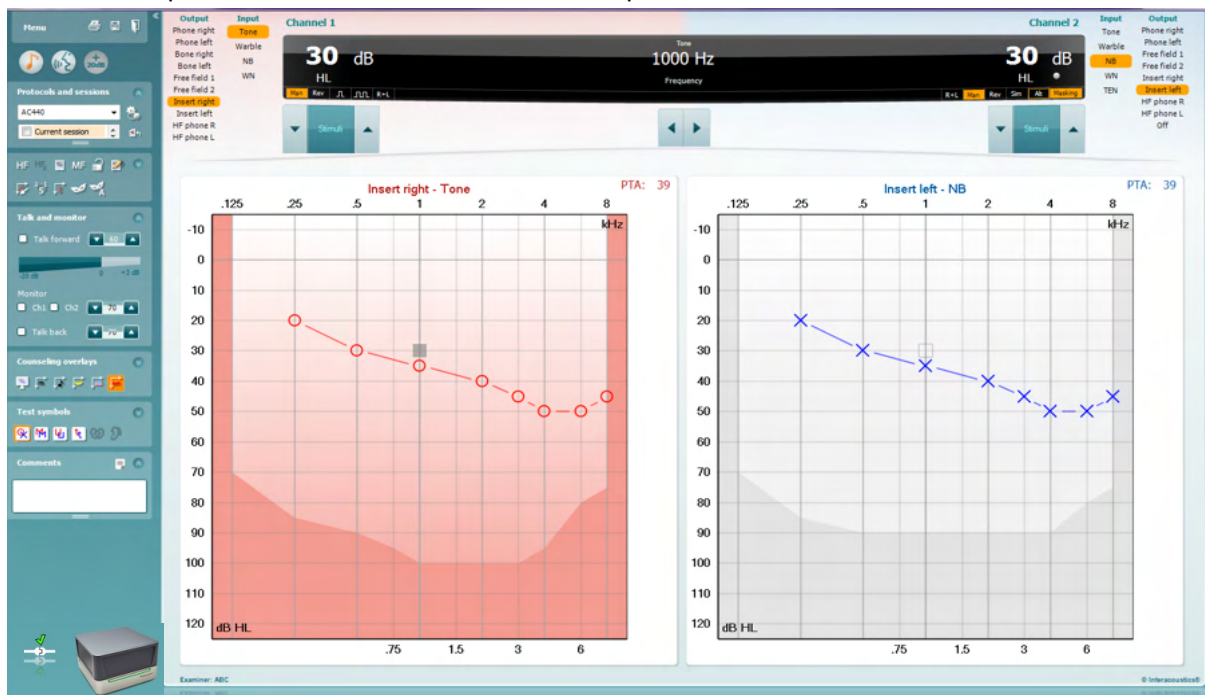 Menu
Protocols and sessions
AC440
Current session
HF MF
Talk and monitor
Talk forward 60
-20 dB 0 +3 dB
Monitor
Ch1 Ch2 70
Talk back 70
Counseling overlays
Test symbols
Comments
Output
Phone right
Phone left
Bone right
Bone left
Free field 1
Free field 2
Insert right
Insert left
HF phone R
HF phone L
Input
Tone
Warble
NB
WN
Channel 1
30 dB
HL
Man Rev R+L
Tone
1000 Hz
Frequency
Channel 2
30 dB
HL
R+L Man Rev Sim Alt Masking
Stimuli
Stimuli
Input
Tone
Warble
NB
WN
TEN
Output
Phone right
Phone left
Free field 1
Free field 2
Insert right
Insert left
HF phone R
HF phone L
Off
Insert right - Tone
PTA: 39
.125 .25 .5 1 2 4 8
kHz
-10
0
10
20
30
40
50
60
70
80
90
100
110
120
dB HL
.75 1.5 3 6
Insert left - NB
PTA: 39
.125 .25 .5 1 2 4 8
kHz
-10
0
10
20
30
40
50
60
70
80
90
100
110
120
dB HL
.75 1.5 3 6
Examiner: ABC
© Interacoustics®